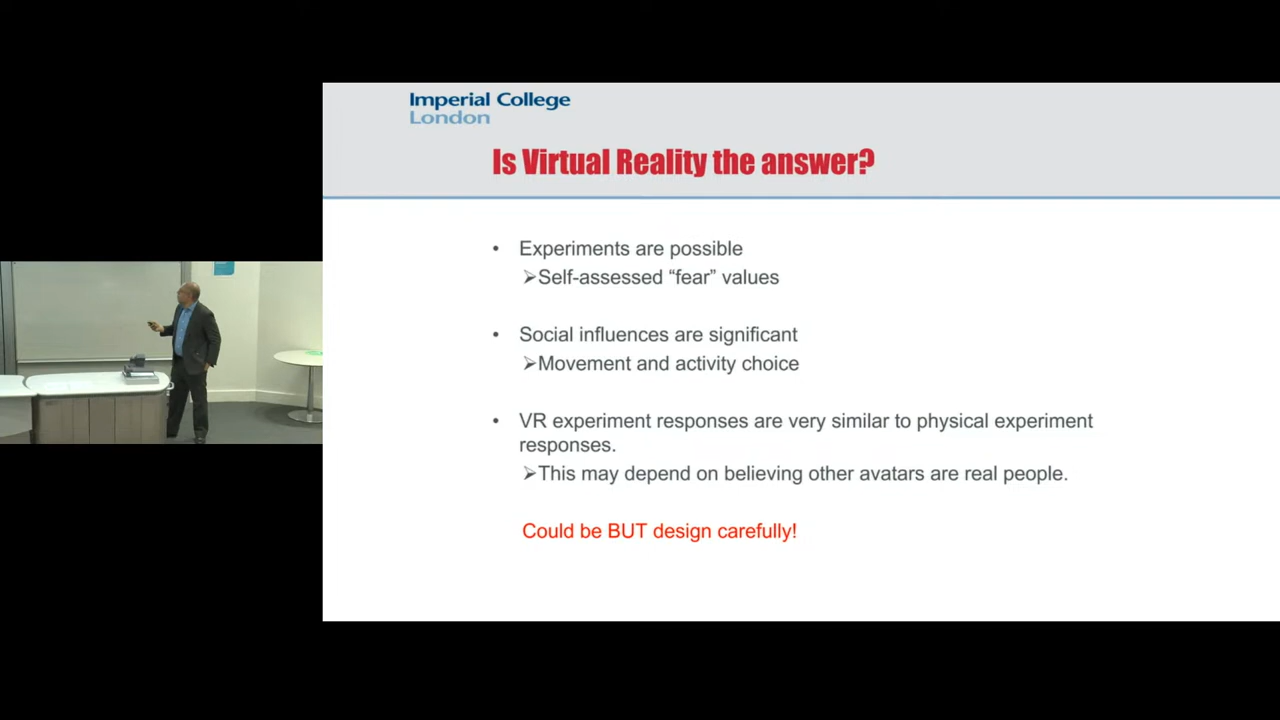 Imperial College
London
Is Virtual Reality the answer?
• Experiments are possible
➢Self-assessed “fear” values
• Social influences are significant
➢Movement and activity choice
• VR experiment responses are very similar to physical experiment
responses.
➢This may depend on believing other avatars are real people.
Could be BUT design carefully!